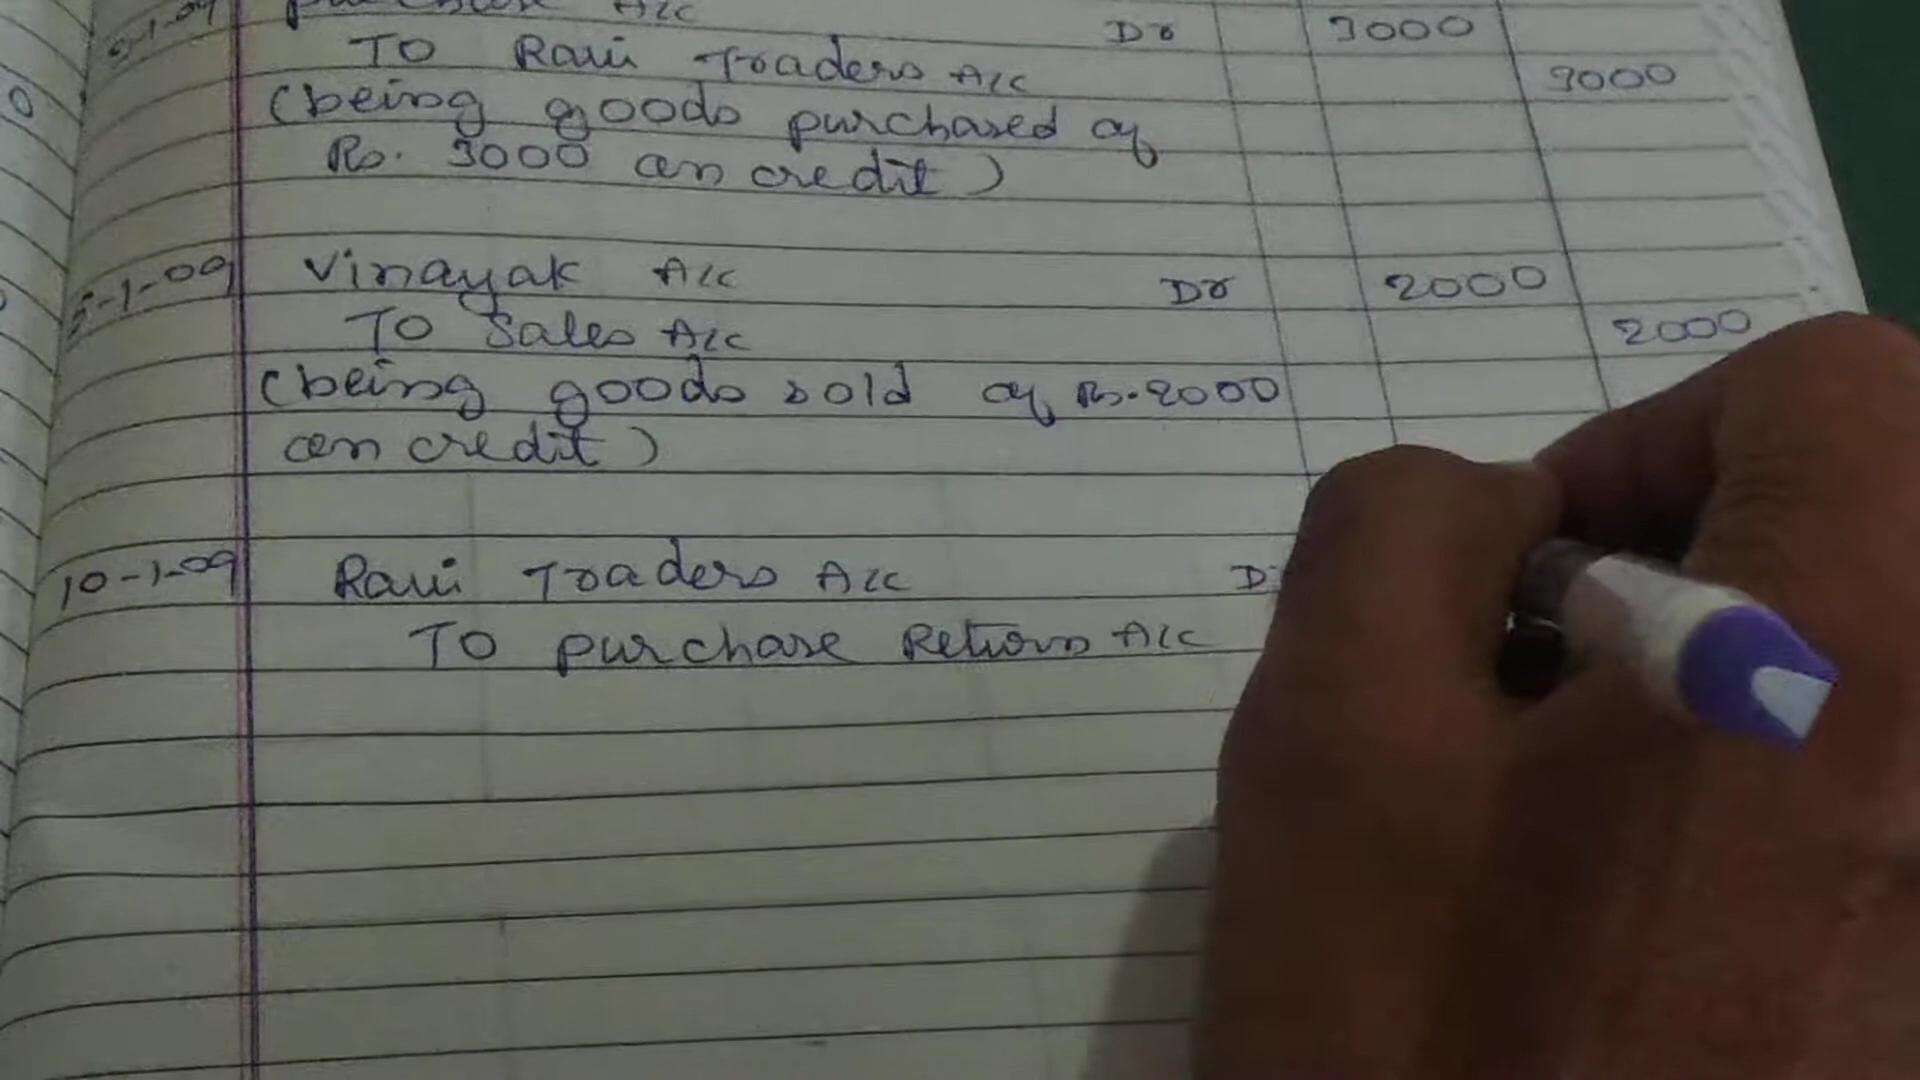 purchase A/c Dr 3000
To Ravi Traders A/c 3000
(being goods purchased of
Rs. 3000 on credit)
5-1-09 Vinayak A/c Dr 2000
To Sales A/c 2000
(being goods sold of Rs.2000
on credit)
10-1-09 Ravi Traders A/c D
To purchase Return A/c